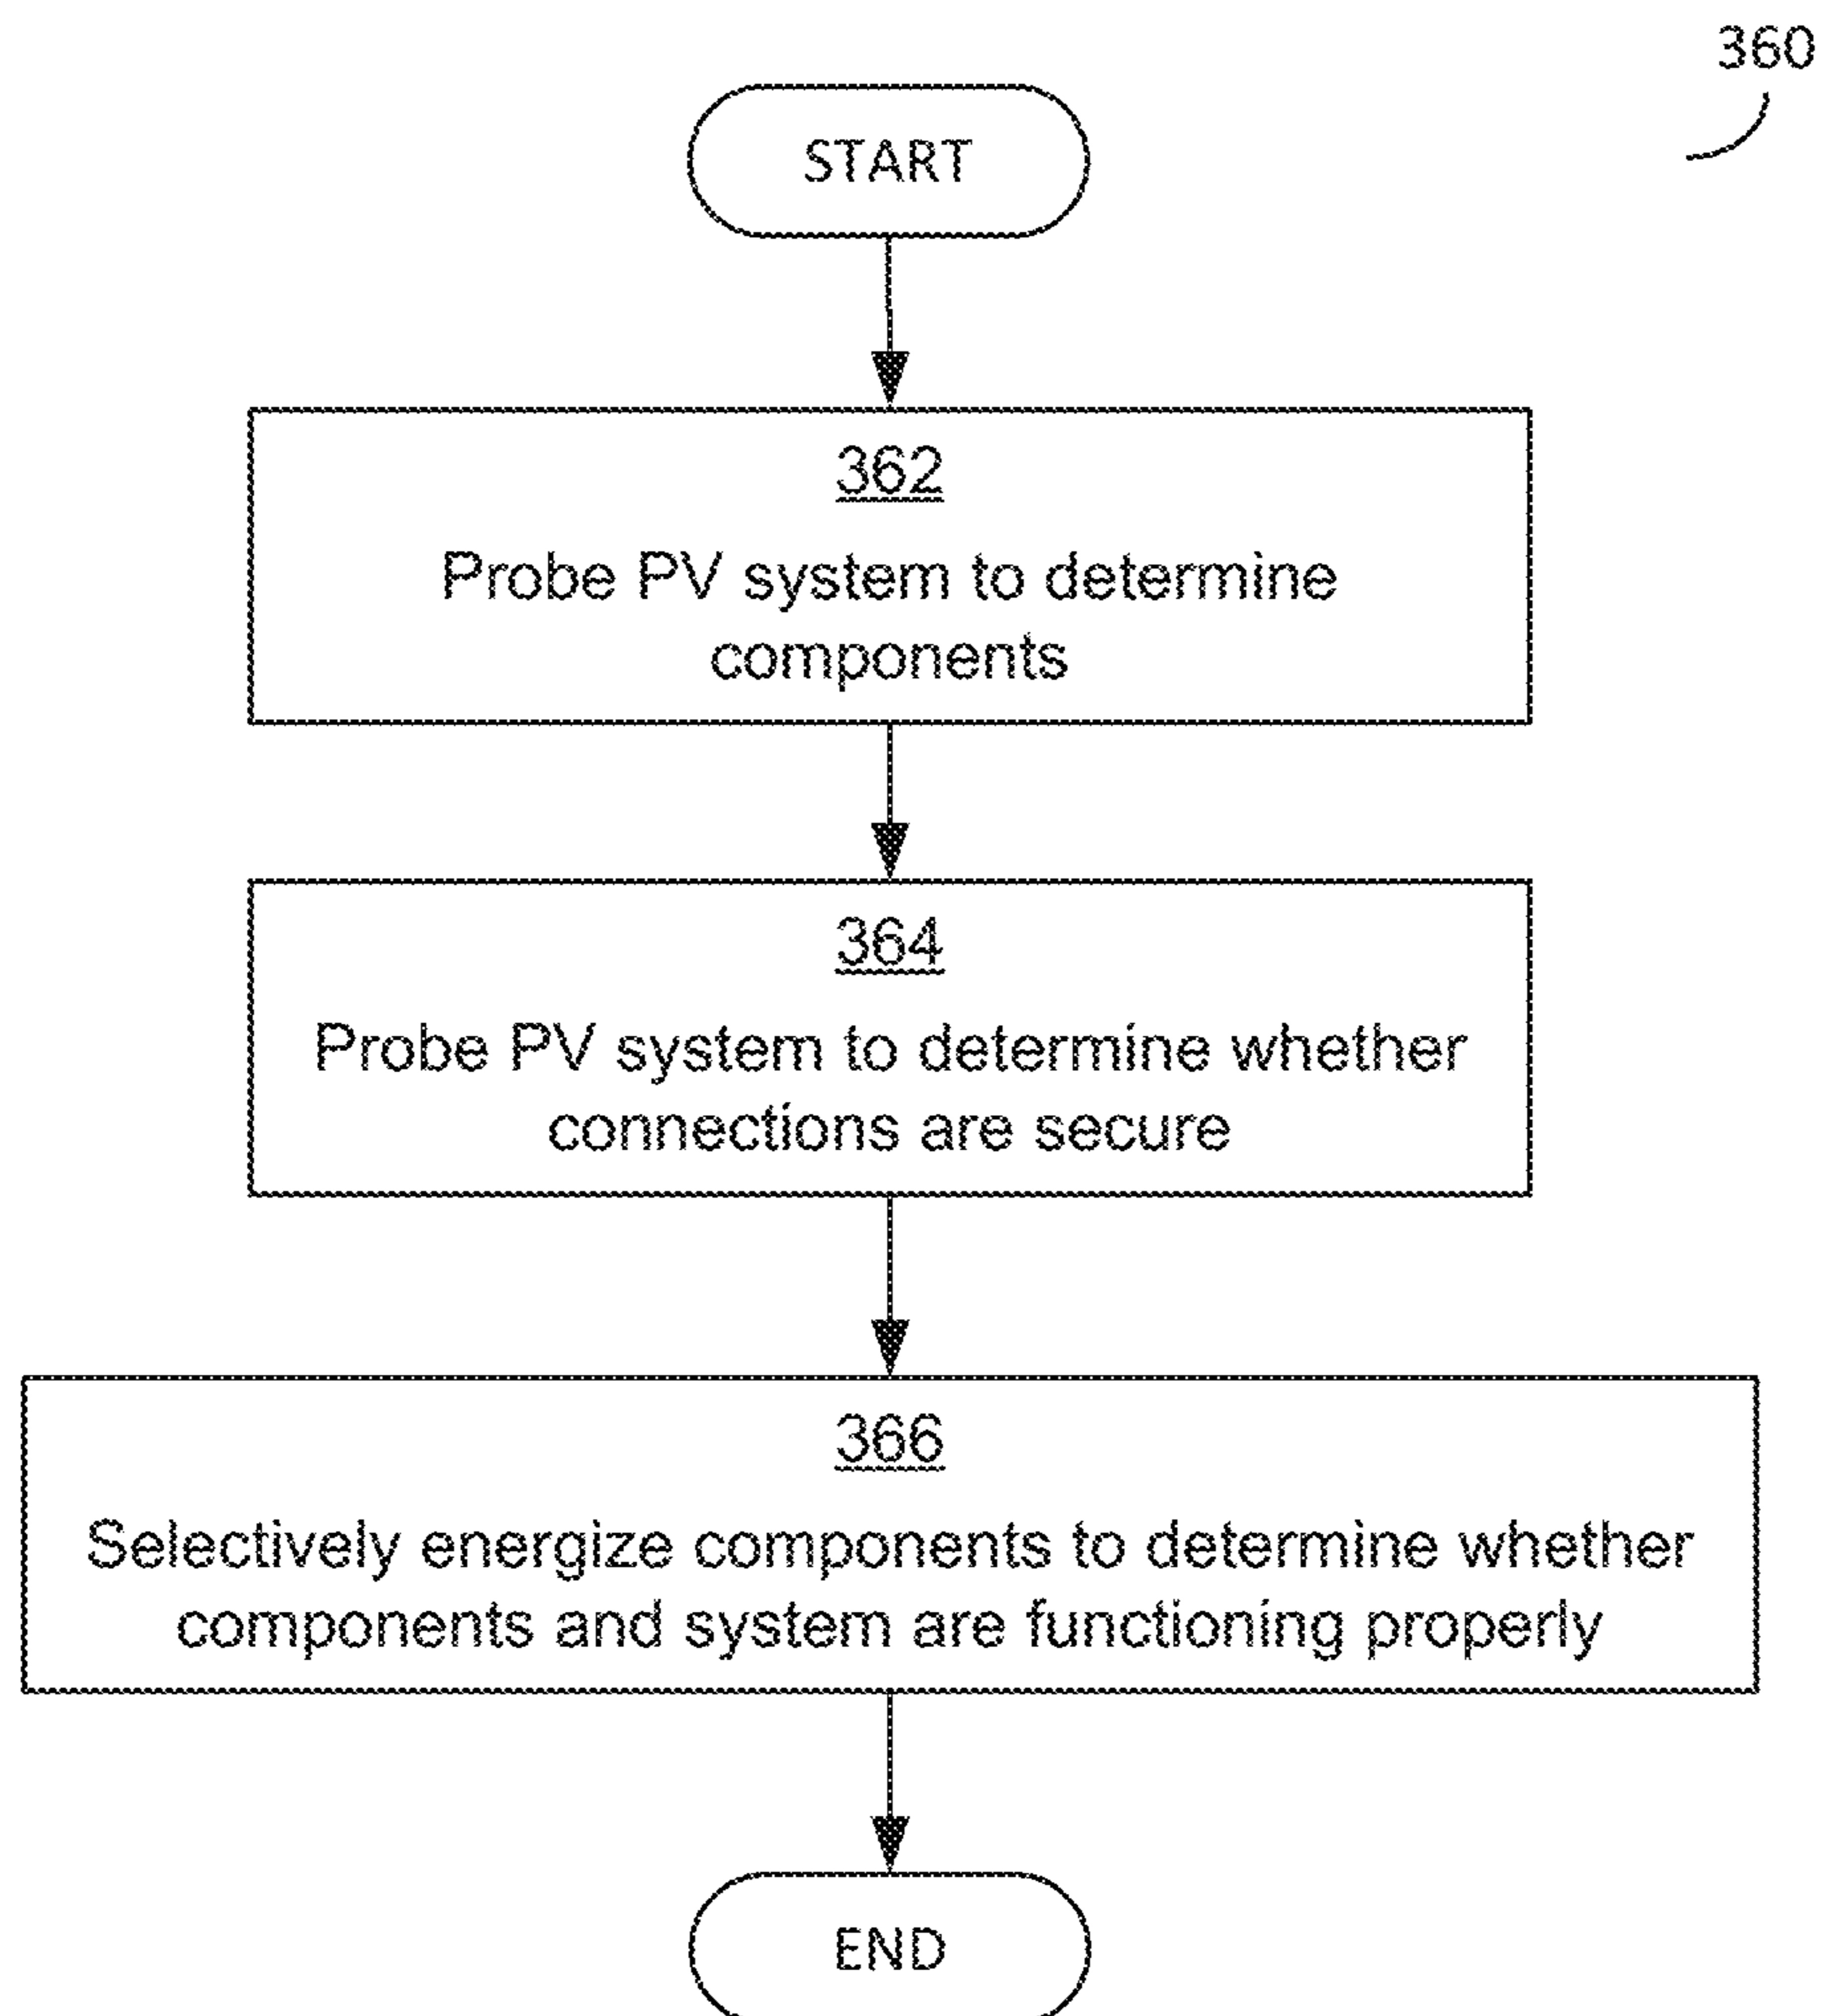 360
START
362
Probe PV system to determine
components
364
Probe PV system to determine whether
connections are secure
366
Selectively energize components to determine whether
components and system are functioning properly
END